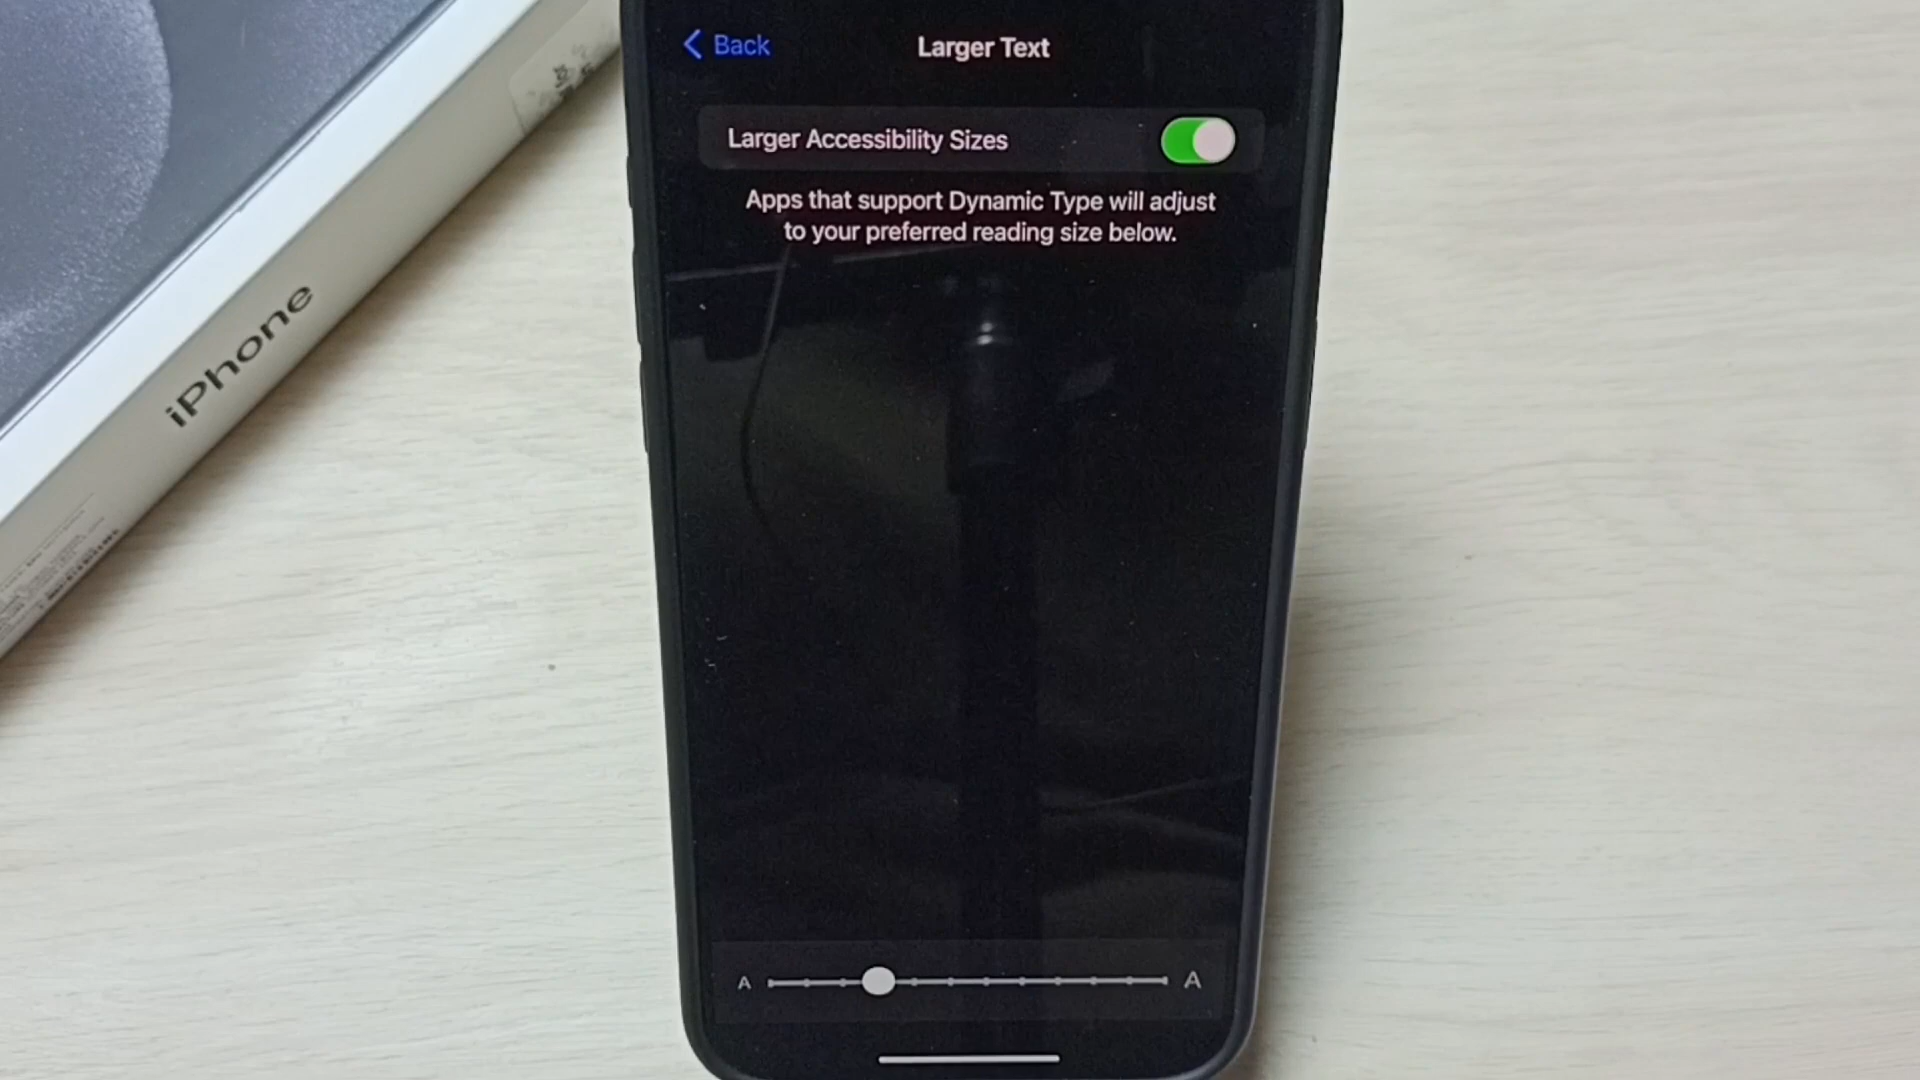 Back
Larger Text
Larger Accessibility Sizes
Apps that support Dynamic Type will adjust
to your preferred reading size below.
A A
iPhone